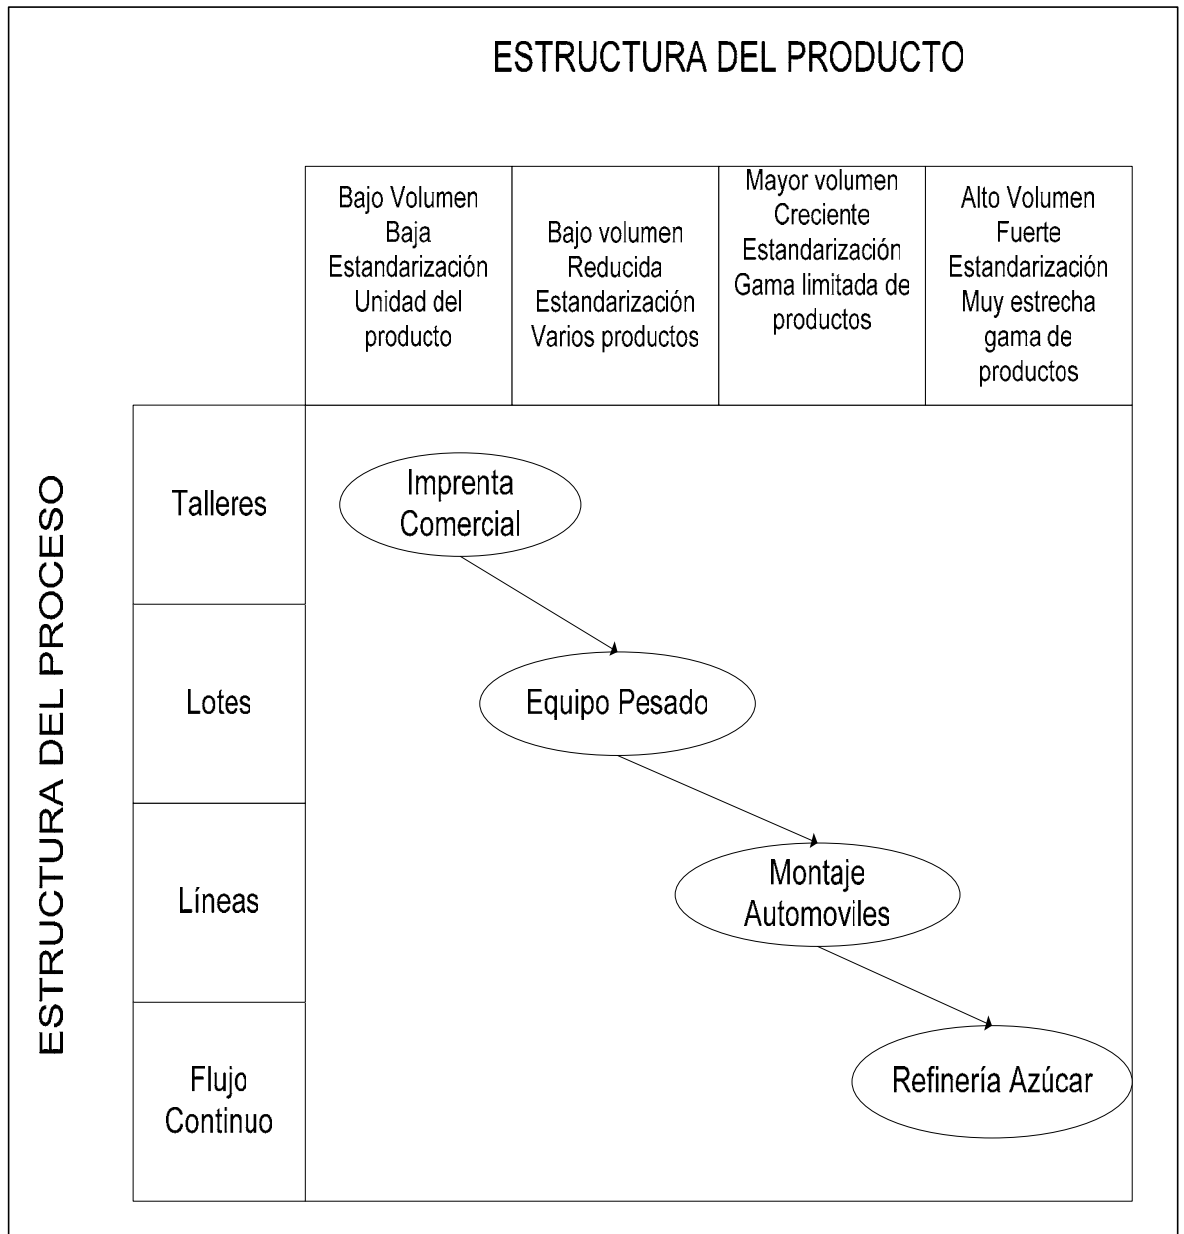 ESTRUCTURA DEL PRODUCTO
Bajo Volumen
Baja
Estandarización
Unidad del
producto
Bajo volumen
Reducida
Estandarización
Varios productos
Mayor volumen
Creciente
Estandarización
Gama limitada de
productos
Alto Volumen
Fuerte
Estandarización
Muy estrecha
gama de
productos
ESTRUCTURA DEL PROCESO
Talleres
Imprenta
Comercial
Lotes
Equipo Pesado
Líneas
Montaje
Automoviles
Flujo
Continuo
Refinería Azúcar